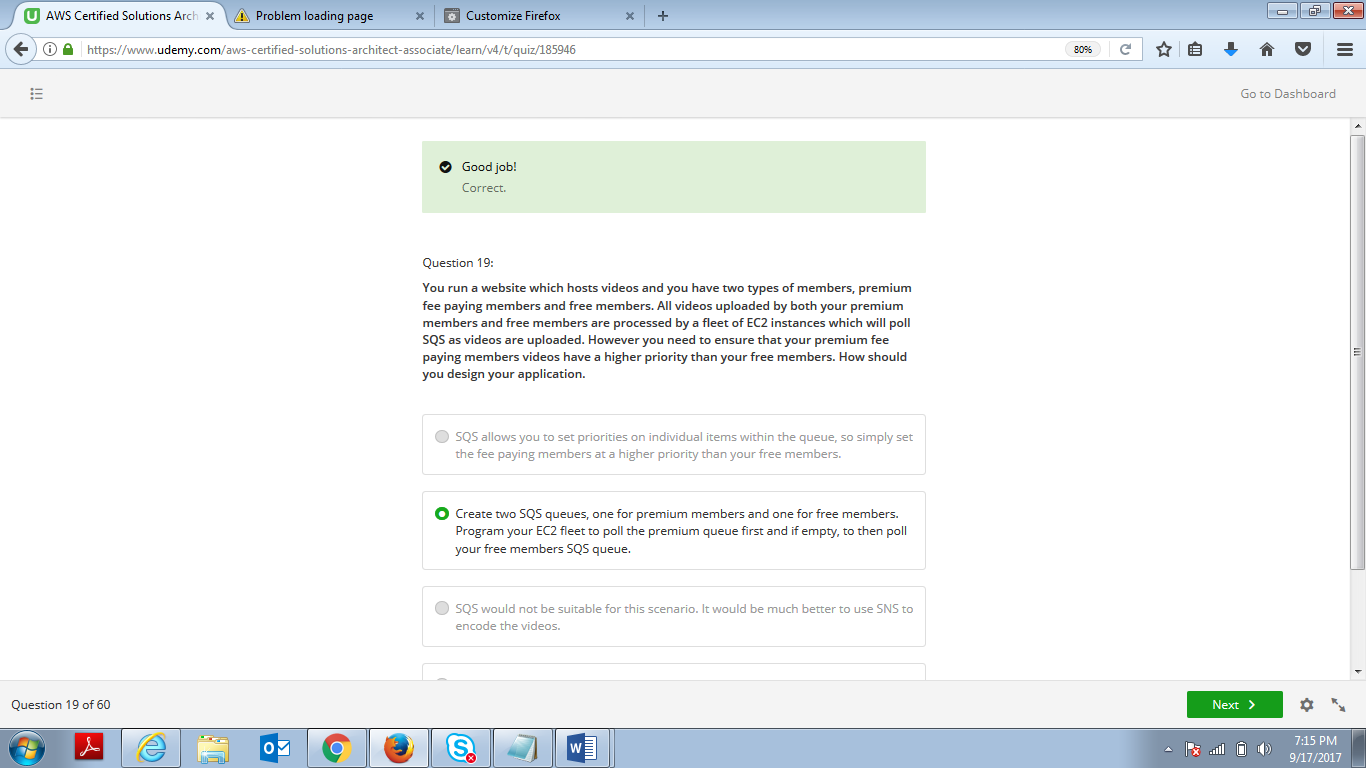 AWS Certified Solutions Arch
Problem loading page
Customize Firefox
https://www.udemy.com/aws-certified-solutions-architect-associate/learn/v4/t/quiz/185946
80%
Go to Dashboard
Good job!
Correct.
Question 19:
You run a website which hosts videos and you have two types of members, premium
fee paying members and free members. All videos uploaded by both your premium
members and free members are processed by a fleet of EC2 instances which will poll
SQS as videos are uploaded. However you need to ensure that your premium fee
paying members videos have a higher priority than your free members. How should
you design your application.
SQS allows you to set priorities on individual items within the queue, so simply set
the fee paying members at a higher priority than your free members.
Create two SQS queues, one for premium members and one for free members.
Program your EC2 fleet to poll the premium queue first and if empty, to then poll
your free members SQS queue.
SQS would not be suitable for this scenario. It would be much better to use SNS to
encode the videos.
Question 19 of 60
Next
7:15 PM
9/17/2017